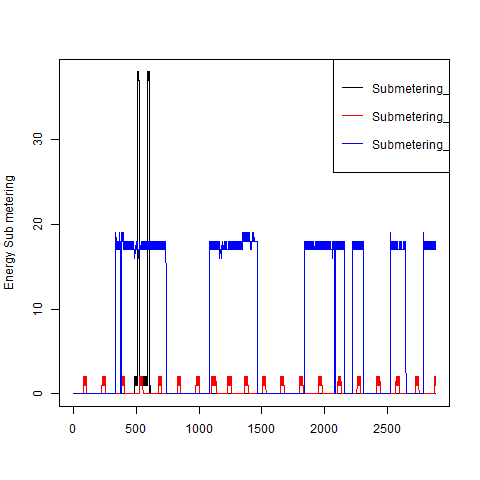 Submetering_
Submetering_
Submetering_
Energy Sub metering
30
20
10
0
0 500 1000 1500 2000 2500